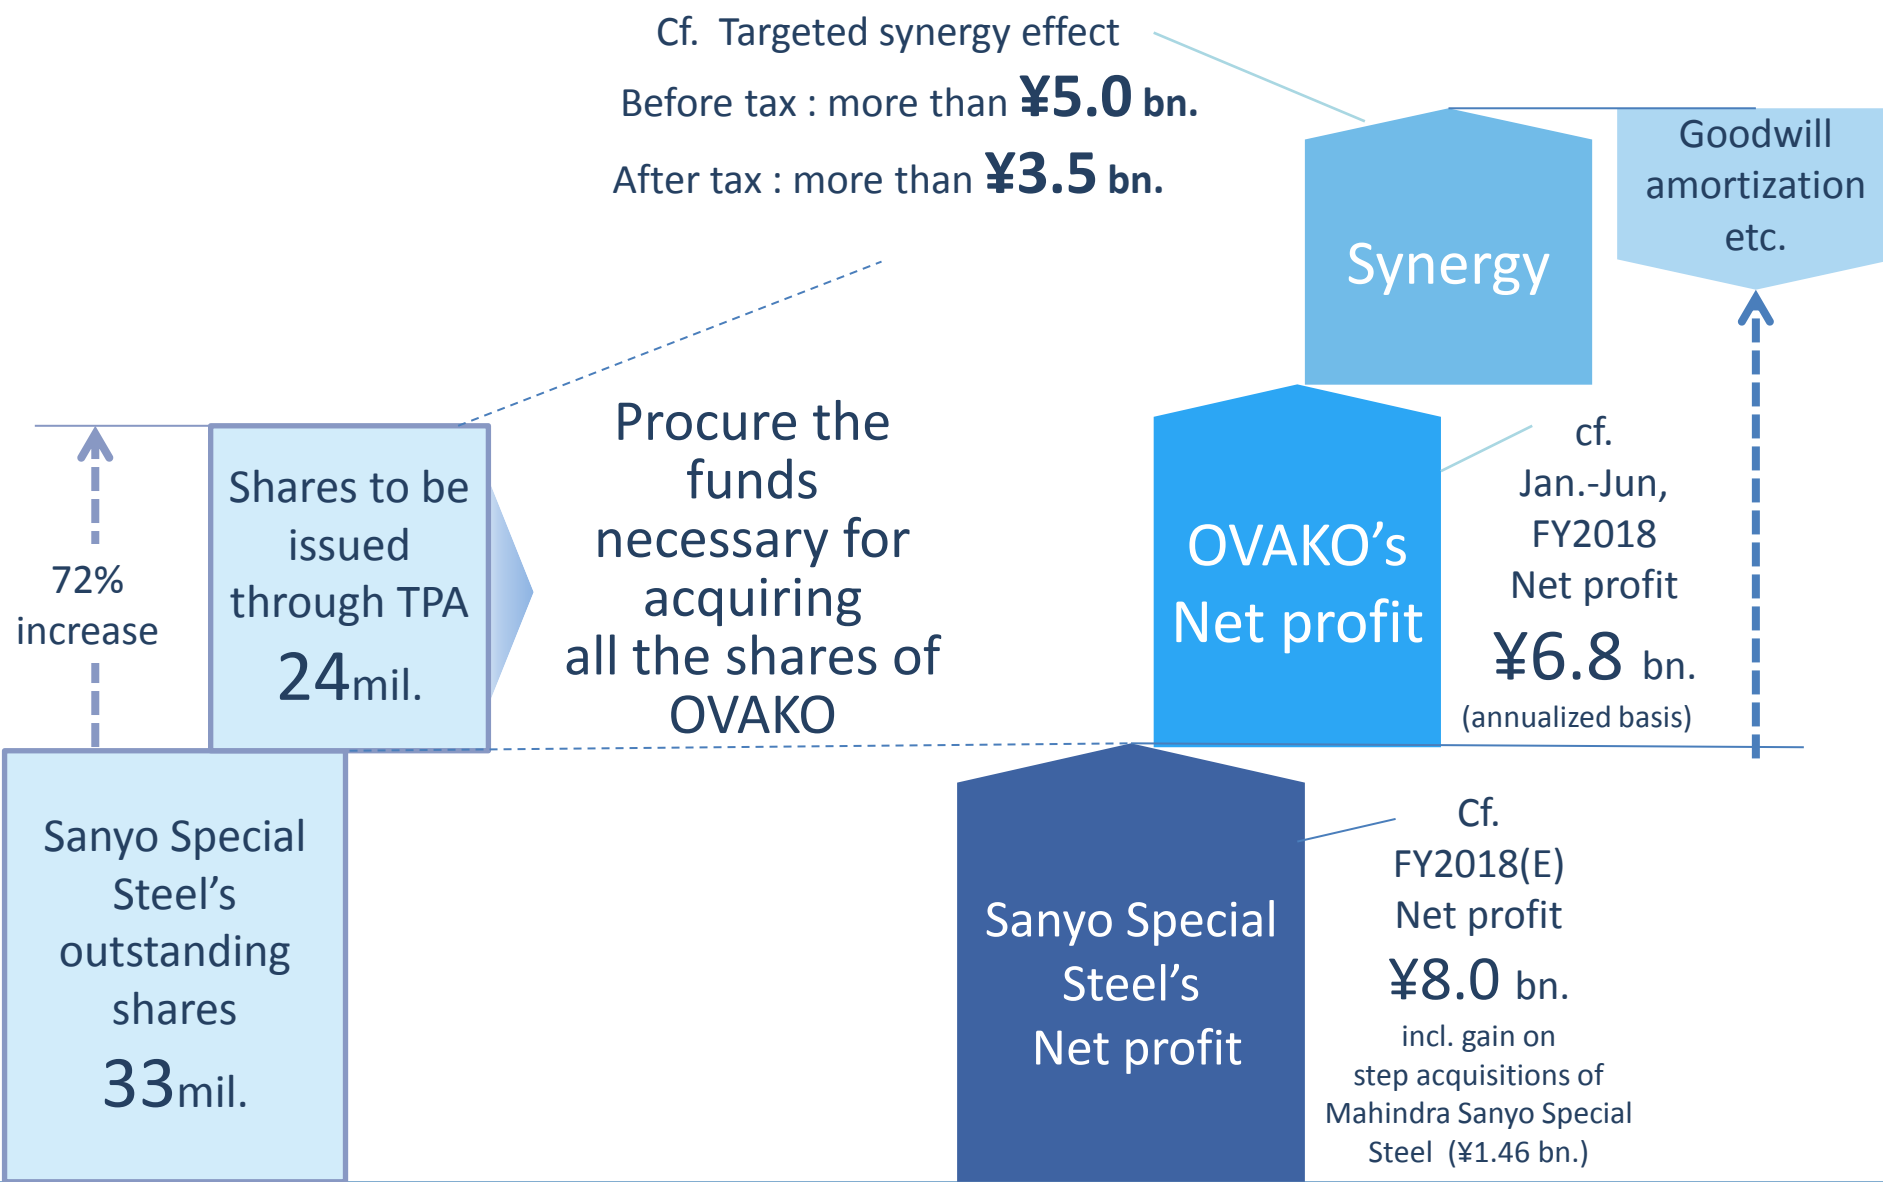 Cf. Targeted synergy effect
Before tax : more than ¥5.0 bn.
After tax : more than ¥3.5 bn.
Goodwill
amortization
etc.
Synergy
72%
increase
Shares to be
issued
through TPA
24mil.
Procure the
funds
necessary for
acquiring
all the shares of
OVAKO
OVAKO’s
Net profit
cf.
Jan.-Jun,
FY2018
Net profit
¥6.8 bn.
(annualized basis)
Sanyo Special
Steel’s
outstanding
shares
33mil.
Sanyo Special
Steel’s
Net profit
Cf.
FY2018(E)
Net profit
¥8.0 bn.
incl. gain on
step acquisitions of
Mahindra Sanyo Special
Steel (¥1.46 bn.)